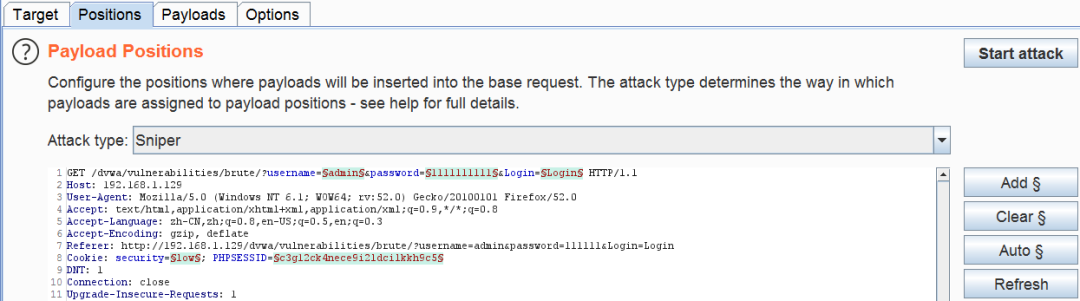 Target Positions Payloads Options
? Payload Positions
Start attack
Configure the positions where payloads will be inserted into the base request. The attack type determines the way in which
payloads are assigned to payload positions - see help for full details.
Attack type: Sniper
1 GET /dvwa/vulnerabilities/brute/?username=§admin§&password=§1111111111§&Login=§Login§ HTTP/1.1
2 Host: 192.168.1.129
3 User-Agent: Mozilla/5.0 (Windows NT 6.1; WOW64; rv:52.0) Gecko/20100101 Firefox/52.0
4 Accept: text/html,application/xhtml+xml,application/xml;q=0.9,*/*;q=0.8
5 Accept-Language: zh-CN,zh;q=0.8,en-US;q=0.5,en;q=0.3
6 Accept-Encoding: gzip, deflate
7 Referer: http://192.168.1.129/dvwa/vulnerabilities/brute/?username=admin&password=111111&Login=Login
8 Cookie: security=§low§; PHPSESSID=§c3gl2ck4nece9i21dcilkkh9c5§
9 DNT: 1
10 Connection: close
11 Upgrade-Insecure-Requests: 1
Add §
Clear §
Auto §
Refresh